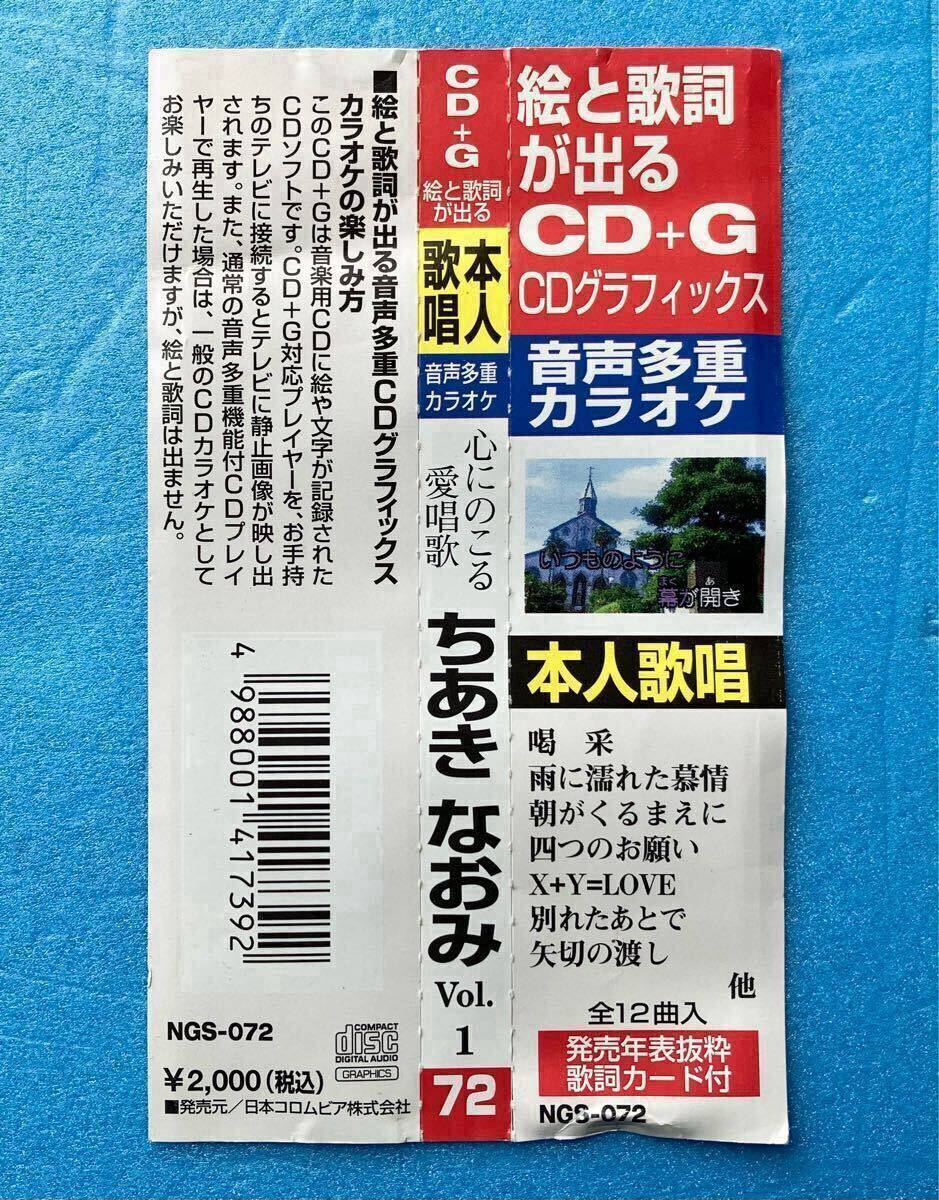 絵と歌詞
が出る
CD+G
CDグラフィックス
音声多重
カラオケ
いつものように
まく あ
幕が開き
本人歌唱
喝 采
雨に濡れた慕情
朝がくるまえに
四つのお願い
X+Y=LOVE
別れたあとで
矢切の渡し
他
全12曲入
発売年表抜粋
歌詞カード付
NGS-072
CD+G
絵と歌詞
が出る
本人
歌唱
音声多重
カラオケ
心にのこる
愛唱歌
ちあき なおみ
Vol.
1
72
■絵と歌詞が出る音声多重CDグラフィックス
カラオケの楽しみ方
このCD+Gは音楽用CDに絵や文字が記録された
CDソフトです。CD+G対応プレイヤーを、お手持
ちのテレビに接続するとテレビに静止画像が映し出
されます。また、通常の音声多重機能付CDプレイ
ヤーで再生した場合は、一般のCDカラオケとして
お楽しみいただけますが、絵と歌詞は出ません。
4 988001 417392
NGS-072
COMPACT
disc
DIGITAL AUDIO
GRAPHICS
¥2,000(税込)
■発売元/日本コロムビア株式会社